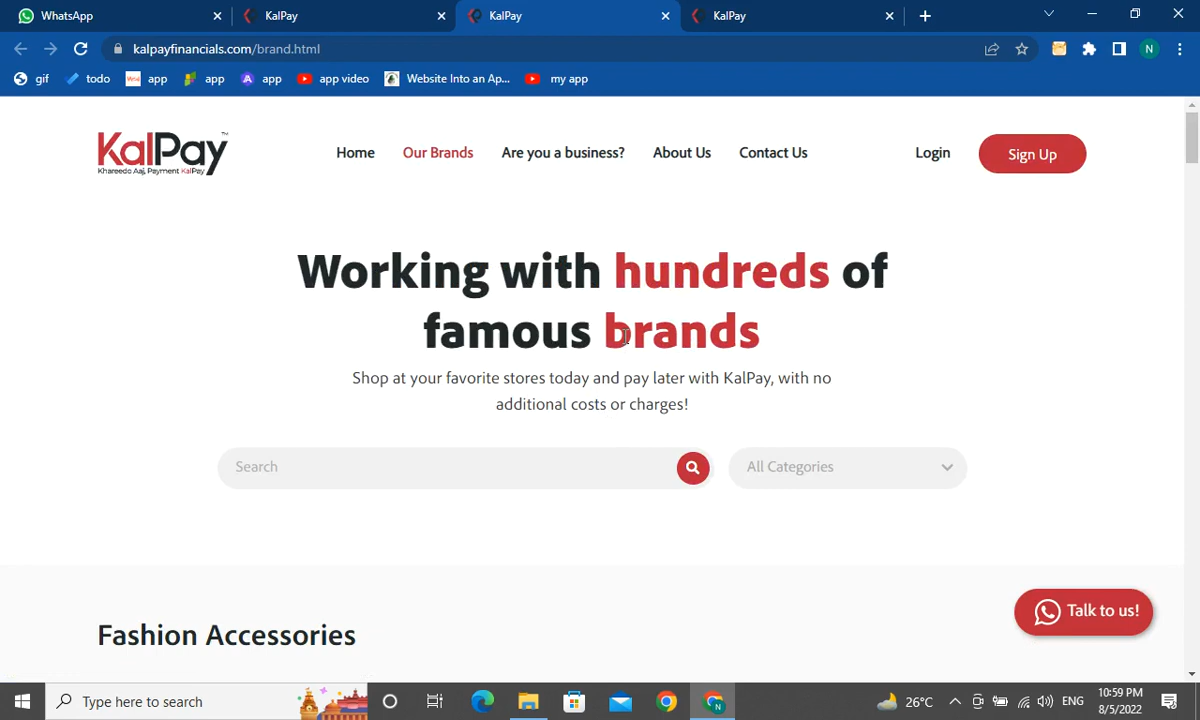 WhatsApp
KalPay
KalPay
KalPay
kalpayfinancials.com/brand.html
N
gif
todo
app
app
app
app video
Website Into an Ap...
my app
KalPay™
Khareedo Aaj, Payment KalPay
Home
Our Brands
Are you a business?
About Us
Contact Us
Login
Sign Up
Working with hundreds of
famous brands
Shop at your favorite stores today and pay later with KalPay, with no
additional costs or charges!
Search
All Categories
Talk to us!
Fashion Accessories
Type here to search
N
26°C
ENG
10:59 PM
8/5/2022